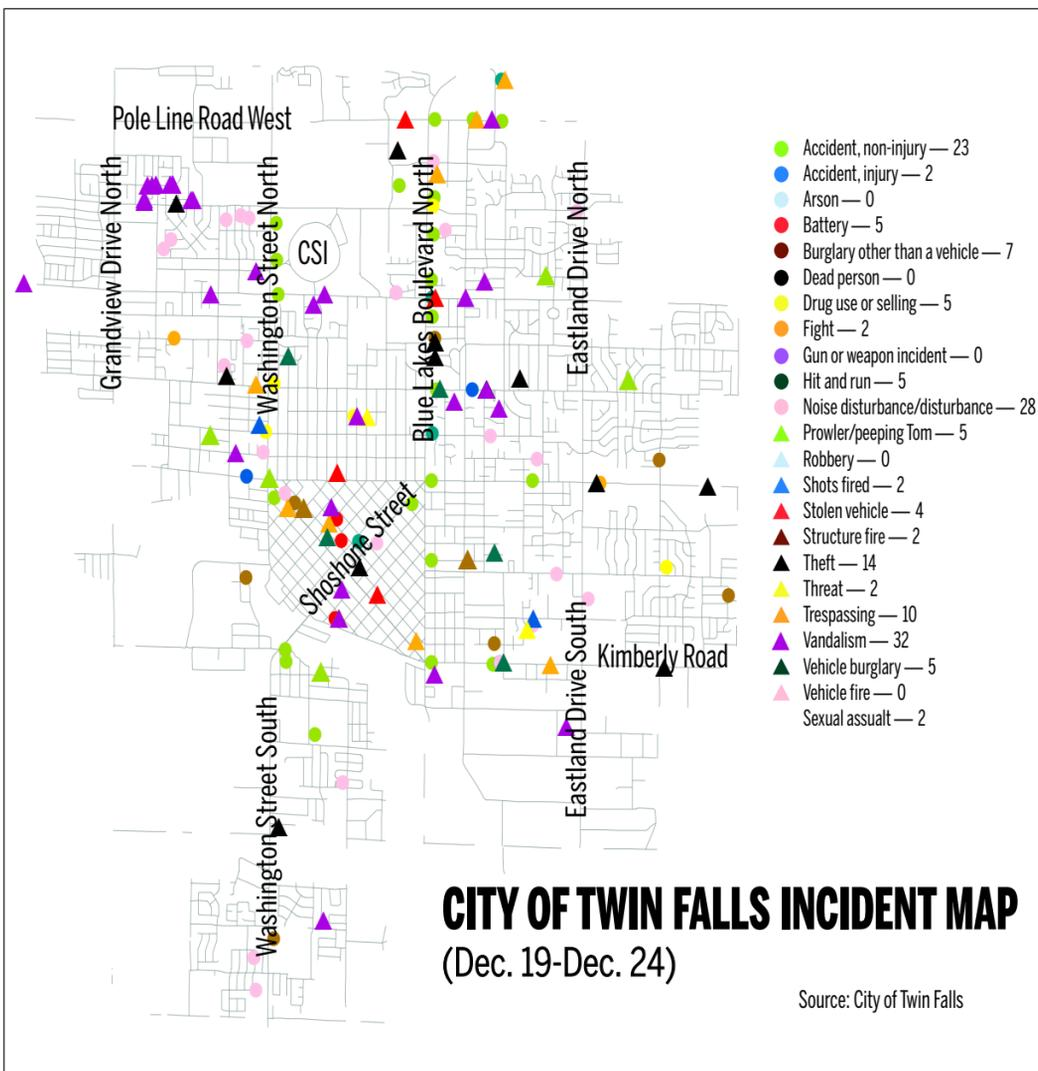 Pole Line Road West
Grandview Drive North
Washington Street North
CSI
Blue Lakes Boulevard North
Eastland Drive North
Shoshone Street
Kimberly Road
Eastland Drive South
Washington Street South
Accident, non-injury — 23
Accident, injury — 2
Arson — 0
Battery — 5
Burglary other than a vehicle — 7
Dead person — 0
Drug use or selling — 5
Fight — 2
Gun or weapon incident — 0
Hit and run — 5
Noise disturbance/disturbance — 28
Prowler/peeping Tom — 5
Robbery — 0
Shots fired — 2
Stolen vehicle — 4
Structure fire — 2
Theft — 14
Threat — 2
Trespassing — 10
Vandalism — 32
Vehicle burglary — 5
Vehicle fire — 0
Sexual assualt — 2
CITY OF TWIN FALLS INCIDENT MAP
(Dec. 19-Dec. 24)
Source: City of Twin Falls